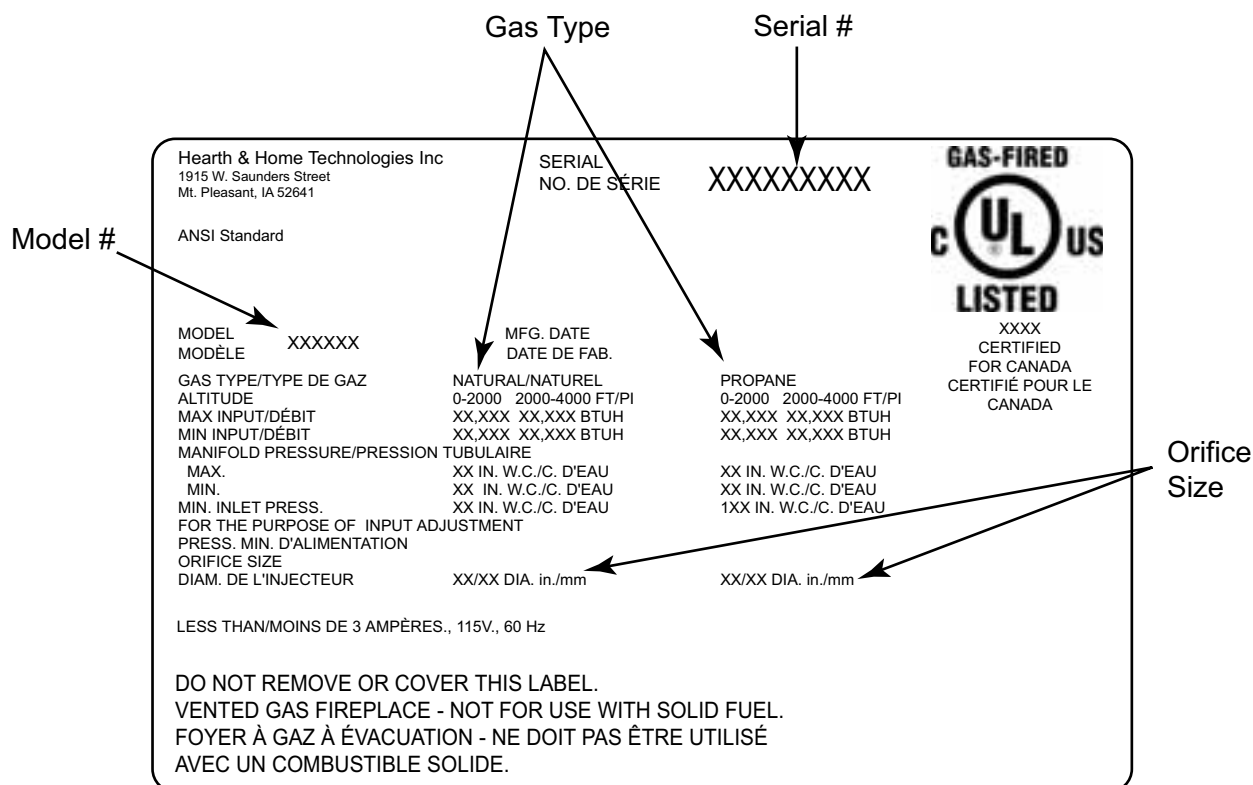 Gas Type
Serial #
Hearth & Home Technologies Inc
1915 W. Saunders Street
Mt. Pleasant, IA 52641
SERIAL
NO. DE SÉRIE
XXXXXXXXX
GAS-FIRED
C UL US
®
LISTED
ANSI Standard
Model #
MODEL
MODÈLE
XXXXXX
MFG. DATE
DATE DE FAB.
XXXX
CERTIFIED
FOR CANADA
CERTIFIÉ POUR LE
CANADA
GAS TYPE/TYPE DE GAZ NATURAL/NATUREL PROPANE
ALTITUDE 0-2000 2000-4000 FT/PI 0-2000 2000-4000 FT/PI
MAX INPUT/DÉBIT XX,XXX XX,XXX BTUH XX,XXX XX,XXX BTUH
MIN INPUT/DÉBIT XX,XXX XX,XXX BTUH XX,XXX XX,XXX BTUH
MANIFOLD PRESSURE/PRESSION TUBULAIRE
MAX. XX IN. W.C./C. D'EAU XX IN. W.C./C. D'EAU
MIN. XX IN. W.C./C. D'EAU XX IN. W.C./C. D'EAU
MIN. INLET PRESS. XX IN. W.C./C. D'EAU 1XX IN. W.C./C. D'EAU
FOR THE PURPOSE OF INPUT ADJUSTMENT
PRESS. MIN. D'ALIMENTATION
ORIFICE SIZE
DIAM. DE L'INJECTEUR XX/XX DIA. in./mm XX/XX DIA. in./mm
Orifice
Size
LESS THAN/MOINS DE 3 AMPÈRES., 115V., 60 Hz
DO NOT REMOVE OR COVER THIS LABEL.
VENTED GAS FIREPLACE - NOT FOR USE WITH SOLID FUEL.
FOYER À GAZ À ÉVACUATION - NE DOIT PAS ÊTRE UTILISÉ
AVEC UN COMBUSTIBLE SOLIDE.